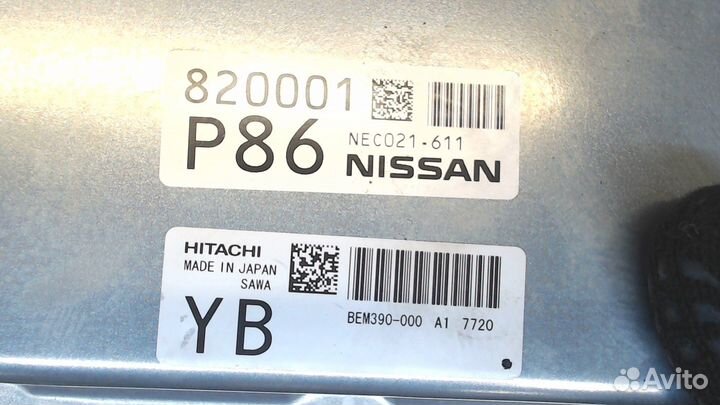 820001
P86
NEC021-611
NISSAN
HITACHI
MADE IN JAPAN
SAWA
YB
BEM390-000 A1 7720
Avito